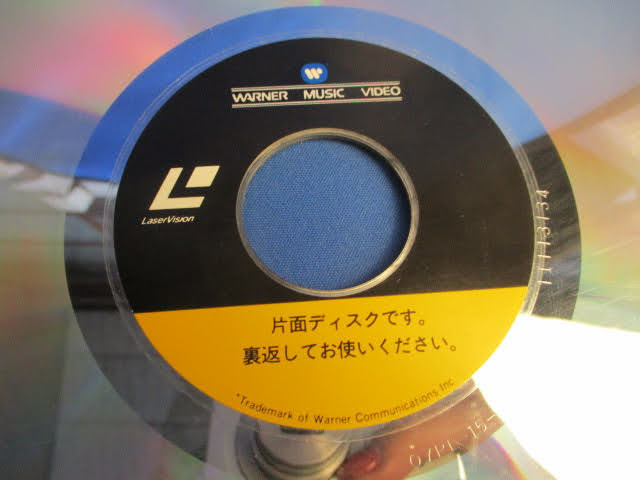 WARNER MUSIC VIDEO
LaserVision
片面ディスクです。
裏返してお使いください。
*Trademark of Warner Communications Inc